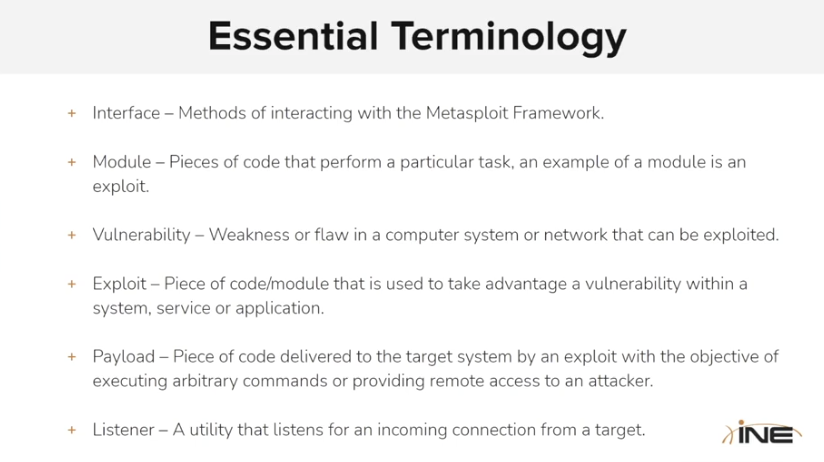 Essential Terminology
+ Interface – Methods of interacting with the Metasploit Framework.
+ Module – Pieces of code that perform a particular task, an example of a module is an
exploit.
+ Vulnerability – Weakness or flaw in a computer system or network that can be exploited.
+ Exploit – Piece of code/module that is used to take advantage a vulnerability within a
system, service or application.
+ Payload – Piece of code delivered to the target system by an exploit with the objective of
executing arbitrary commands or providing remote access to an attacker.
+ Listener – A utility that listens for an incoming connection from a target.
INE